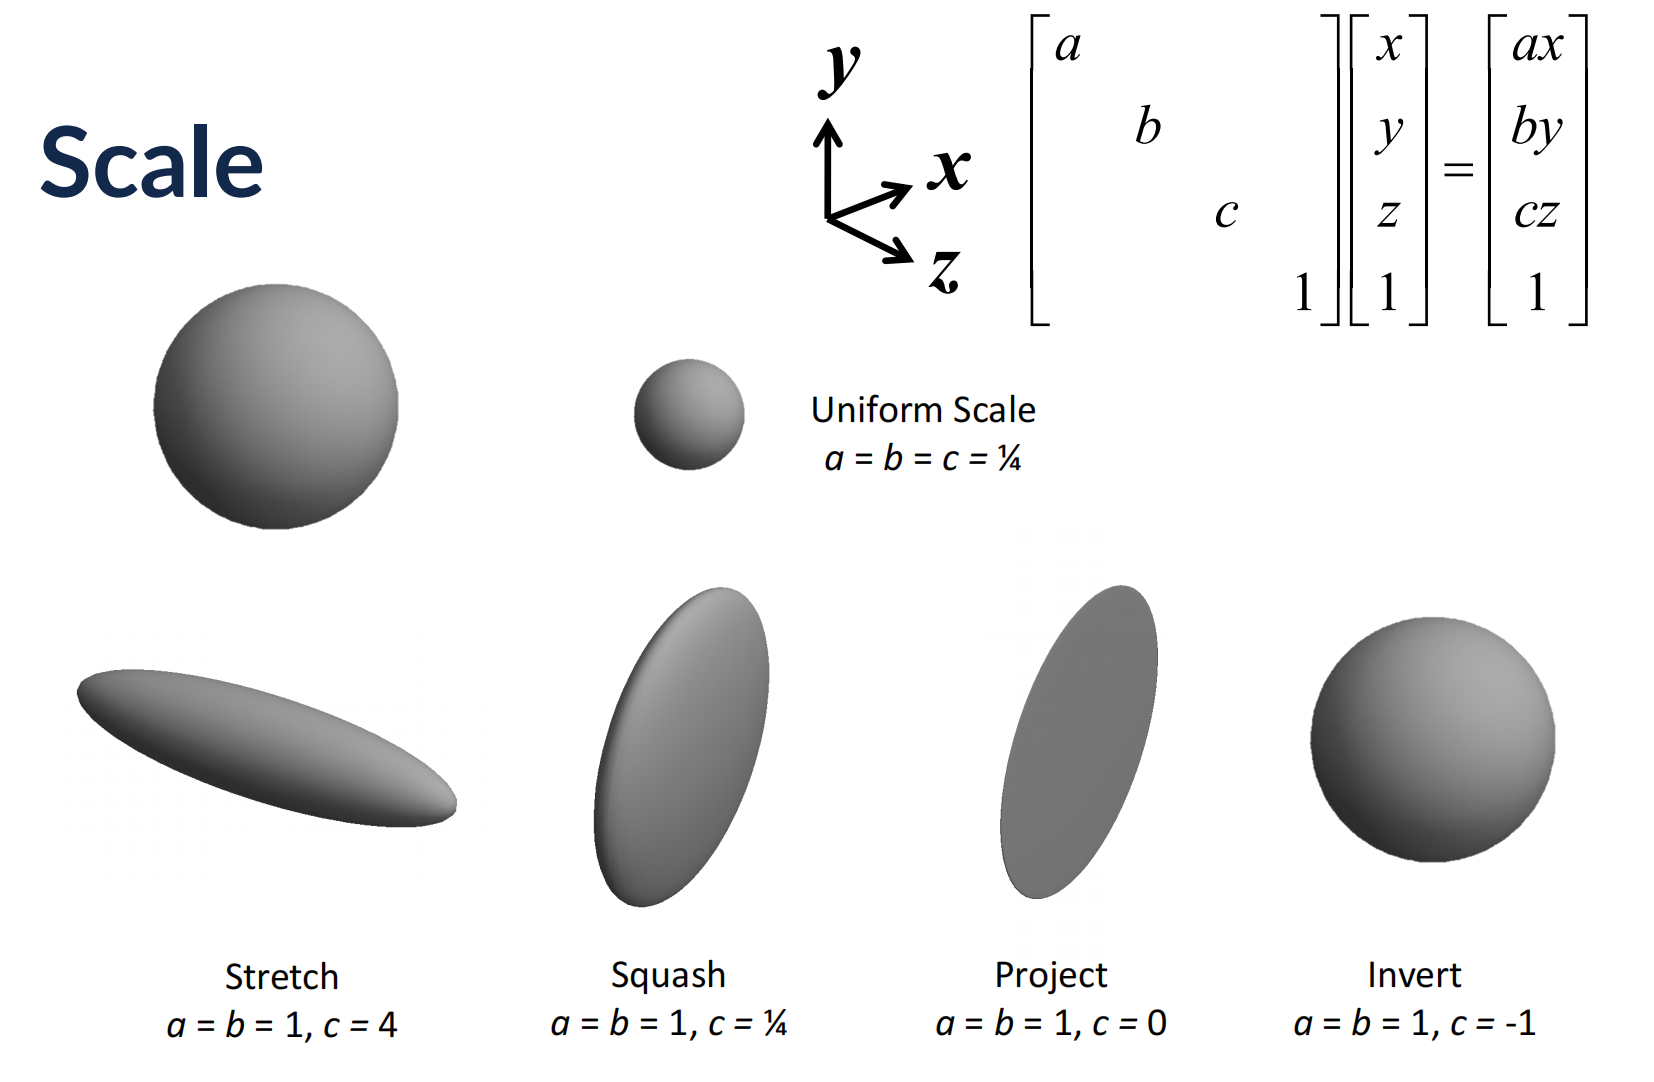 Scale
y
x
z
a
b
c
1
x
y
z
1
=
ax
by
cz
1
Uniform Scale
a = b = c = ¼
Stretch
a = b = 1, c = 4
Squash
a = b = 1, c = ¼
Project
a = b = 1, c = 0
Invert
a = b = 1, c = -1